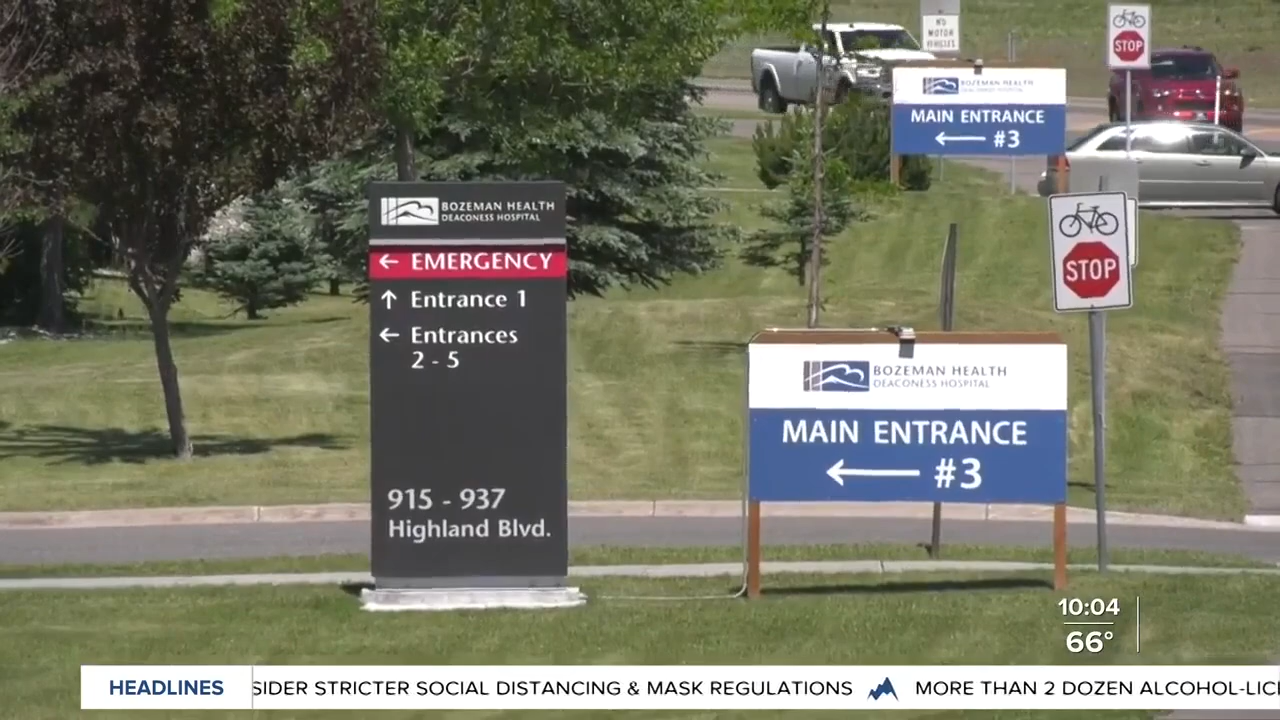 NO
MOTOR
VEHICLES
STOP
BOZEMAN HEALTH
DEACONESS HOSPITAL
MAIN ENTRANCE
← #3
BOZEMAN HEALTH
DEACONESS HOSPITAL
← EMERGENCY
↑ Entrance 1
← Entrances
2 - 5
915 - 937
Highland Blvd.
STOP
BOZEMAN HEALTH
DEACONESS HOSPITAL
MAIN ENTRANCE
← #3
10:04
66°
HEADLINES
SIDER STRICTER SOCIAL DISTANCING & MASK REGULATIONS
MORE THAN 2 DOZEN ALCOHOL-LIC